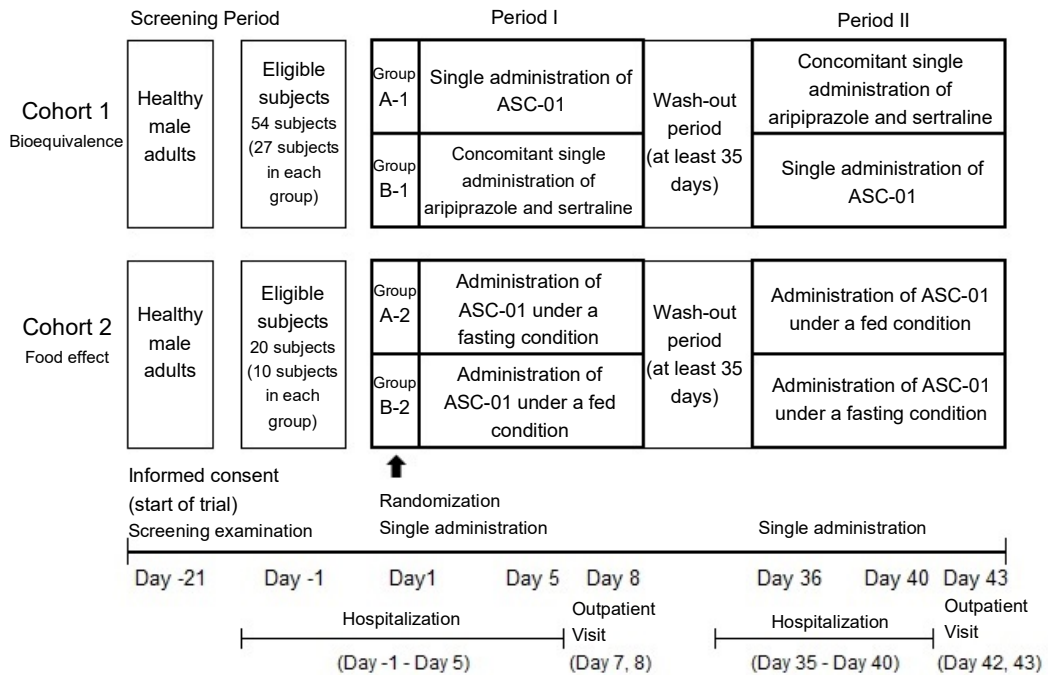 Screening Period
Period I
Period II
Cohort 1
Bioequivalence
Healthy
male
adults
Eligible
subjects
54 subjects
(27 subjects
in each
group)
Group
A-1
Single administration of
ASC-01
Group
B-1
Concomitant single
administration of
aripiprazole and sertraline
Wash-out
period
(at least 35
days)
Concomitant single
administration of
aripiprazole and sertraline
Single administration of
ASC-01
Cohort 2
Food effect
Healthy
male
adults
Eligible
subjects
20 subjects
(10 subjects
in each
group)
Group
A-2
Administration of
ASC-01 under a
fasting condition
Group
B-2
Administration of
ASC-01 under a fed
condition
Wash-out
period
(at least 35
days)
Administration of ASC-01
under a fed condition
Administration of ASC-01
under a fasting condition
Informed consent
(start of trial)
Screening examination
Randomization
Single administration
Single administration
Day -21
Day -1
Day1
Day 5
Day 8
Day 36
Day 40
Day 43
Hospitalization
(Day -1 - Day 5)
Outpatient
Visit
(Day 7, 8)
Hospitalization
(Day 35 - Day 40)
Outpatient
Visit
(Day 42, 43)